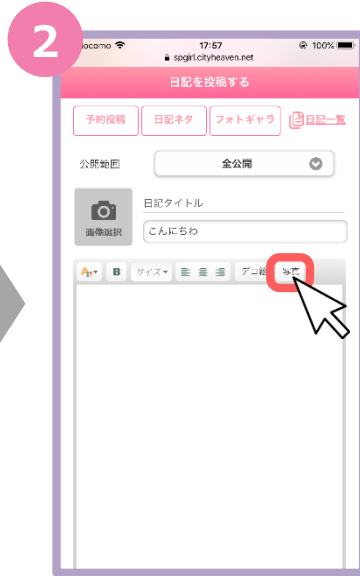 2
docomo 17:57 100%
spgirl.cityheaven.net
日記を投稿する
予約投稿 日記ネタ フォトギャラ 日記一覧
公開範囲 全公開
日記タイトル
画像選択 こんにちわ
A B サイズ デコ絵 写真